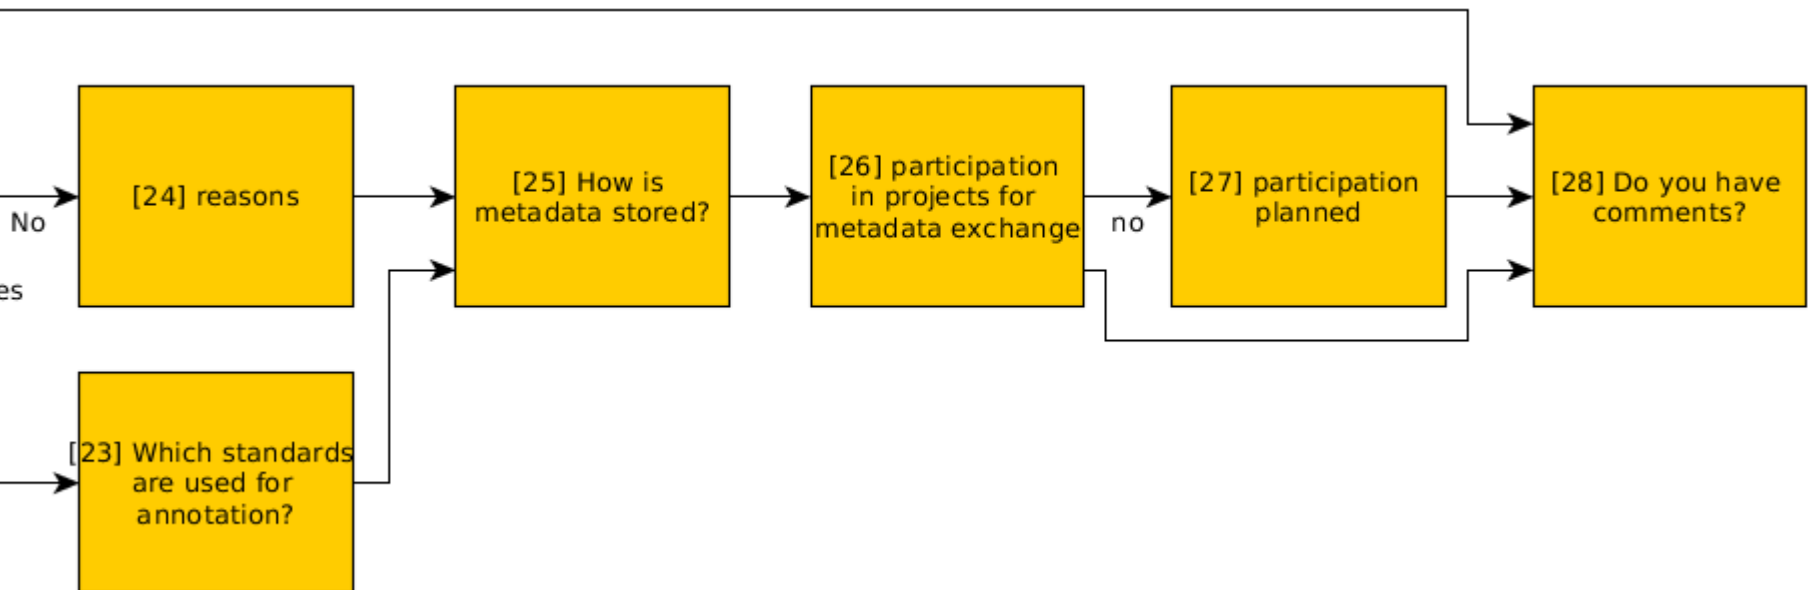 [24] reasons
No
es
[25] How is
metadata stored?
[26] participation
in projects for
metadata exchange
no
[27] participation
planned
[28] Do you have
comments?
[23] Which standards
are used for
annotation?